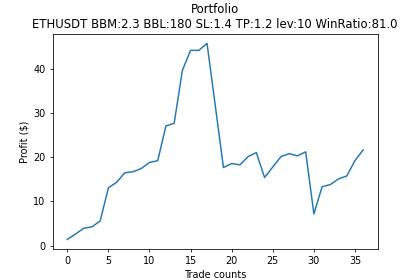 Portfolio
ETHUSDT BBM:2.3 BBL:180 SL:1.4 TP:1.2 lev:10 WinRatio:81.0
Profit ($)
40
30
20
10
0
0 5 10 15 20 25 30 35
Trade counts